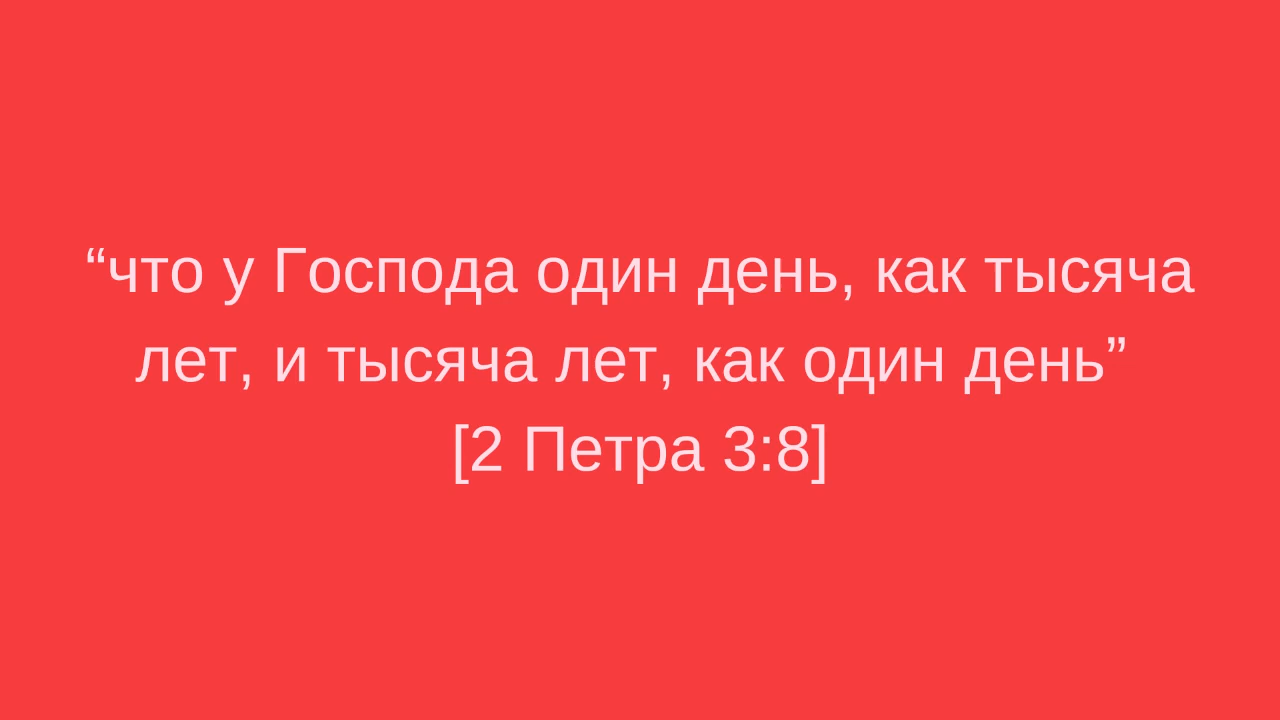 “что у Господа один день, как тысяча
лет, и тысяча лет, как один день”
[2 Петра 3:8]